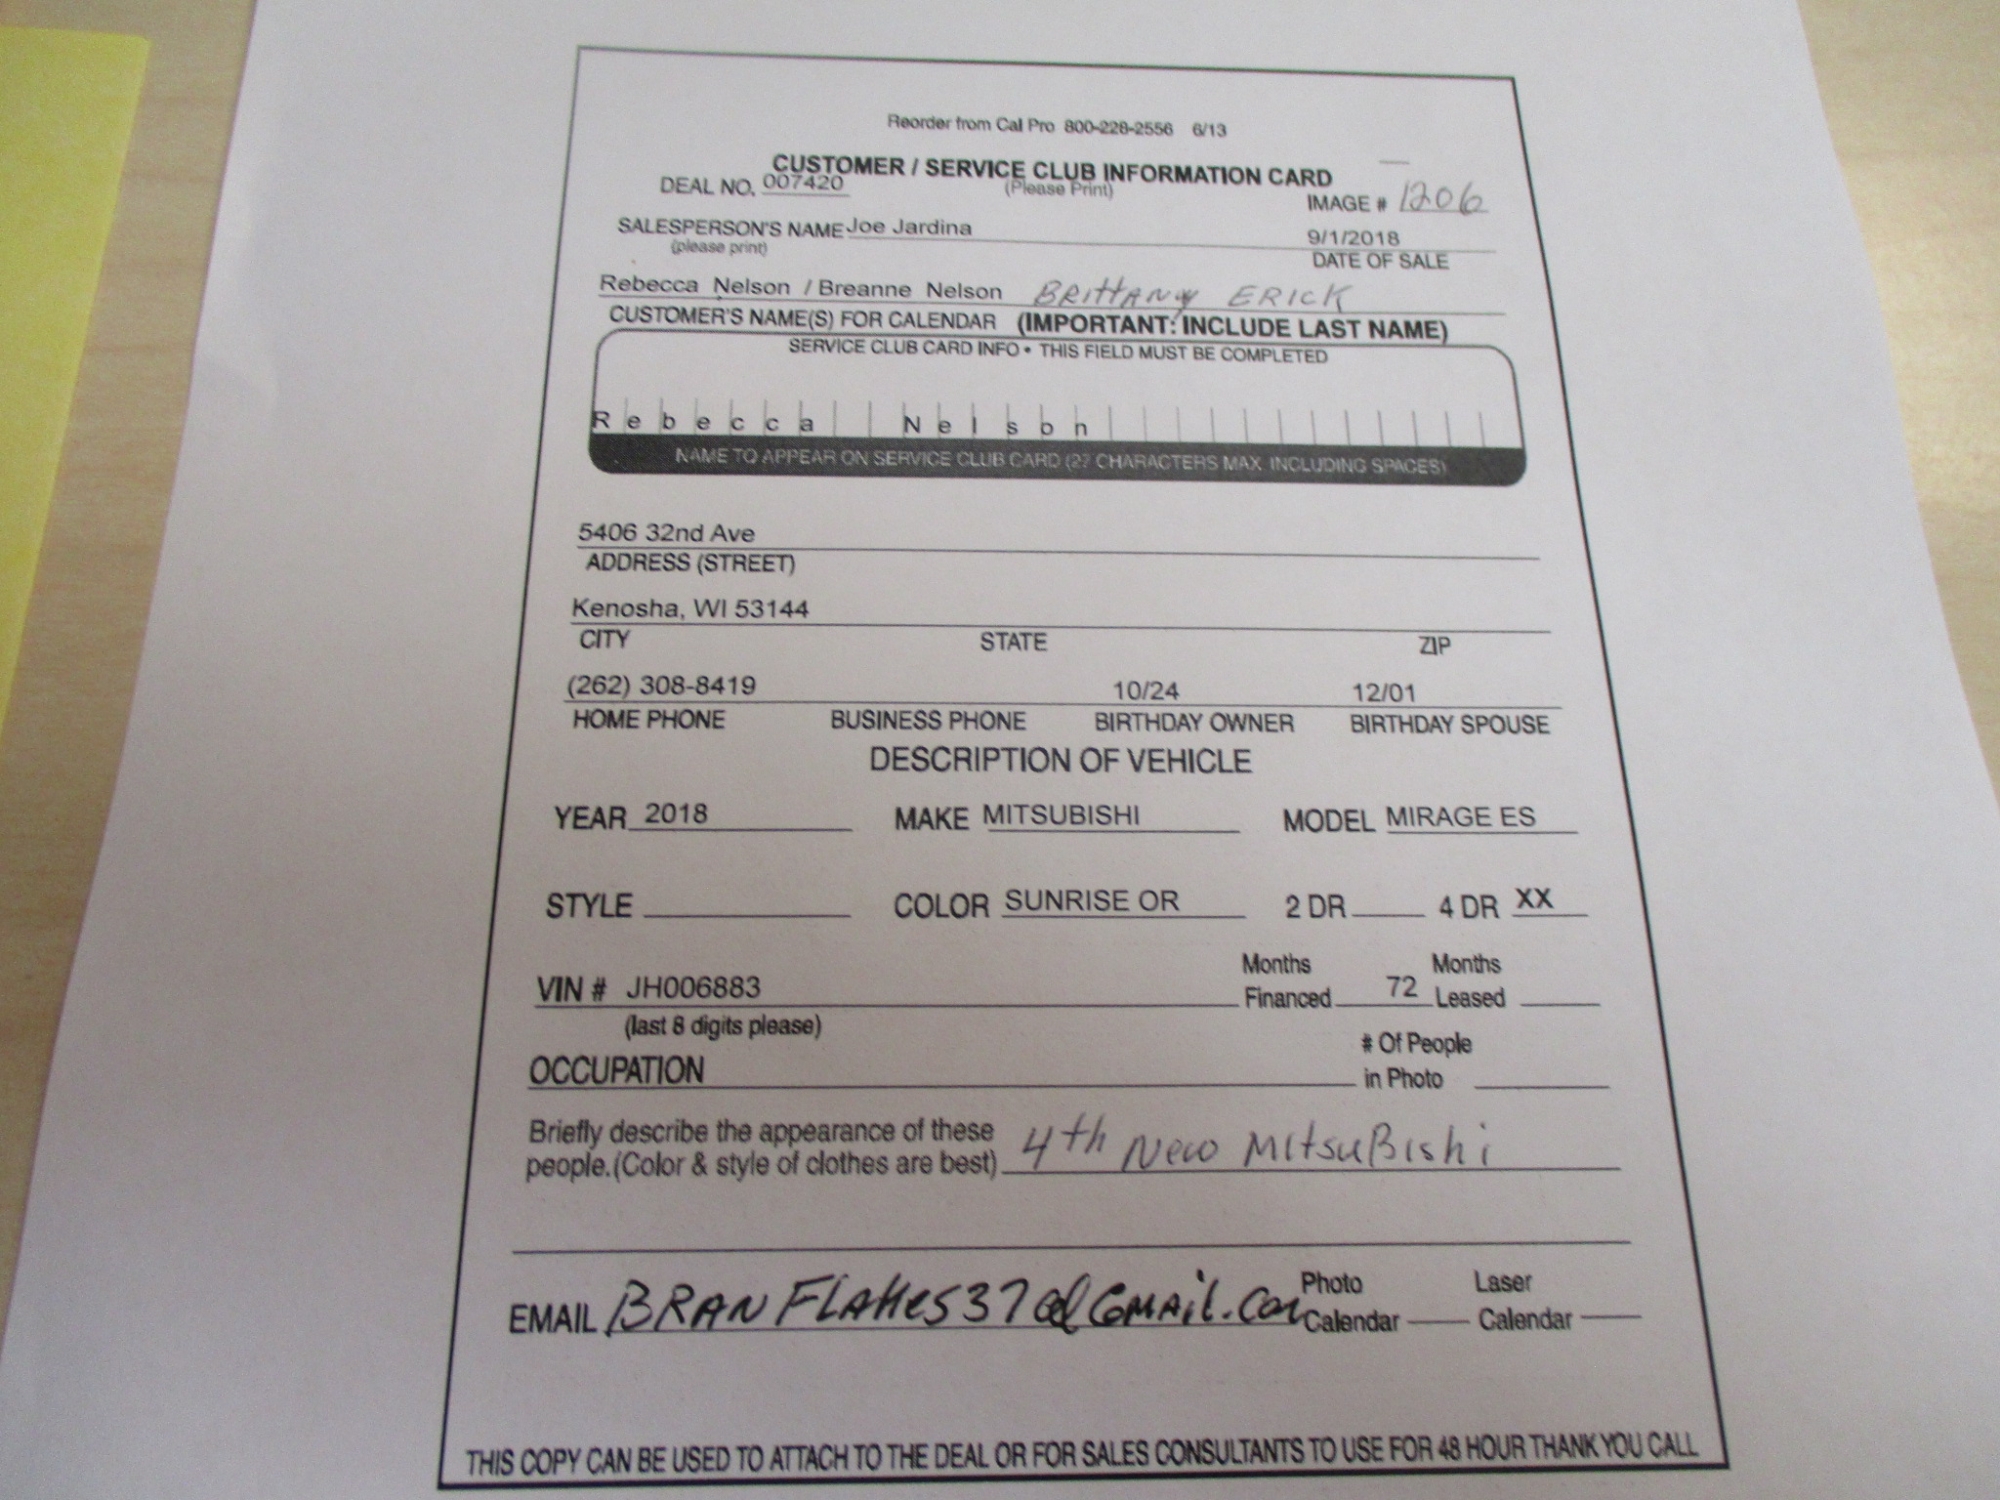 Reorder from Cal Pro 800-228-2556 6/13
CUSTOMER / SERVICE CLUB INFORMATION CARD
DEAL NO. 007420 (Please Print)
IMAGE # 1206
SALESPERSON'S NAME Joe Jardina 9/1/2018
(please print) DATE OF SALE
Rebecca Nelson / Breanne Nelson BRITTANY ERICK
CUSTOMER'S NAME(S) FOR CALENDAR (IMPORTANT: INCLUDE LAST NAME)
SERVICE CLUB CARD INFO • THIS FIELD MUST BE COMPLETED
Rebecca Nelson
NAME TO APPEAR ON SERVICE CLUB CARD (27 CHARACTERS MAX. INCLUDING SPACES)
5406 32nd Ave
ADDRESS (STREET)
Kenosha, WI 53144
CITY STATE ZIP
(262) 308-8419 10/24 12/01
HOME PHONE BUSINESS PHONE BIRTHDAY OWNER BIRTHDAY SPOUSE
DESCRIPTION OF VEHICLE
YEAR 2018 MAKE MITSUBISHI MODEL MIRAGE ES
STYLE COLOR SUNRISE OR 2 DR 4 DR XX
Months Months
VIN # JH006883 Financed 72 Leased
(last 8 digits please)
# Of People
OCCUPATION in Photo
Briefly describe the appearance of these
people.(Color & style of clothes are best) 4th New MitsuBishi
Photo Laser
EMAIL BRANFLAKES37@GMAIL.COM Calendar Calendar
THIS COPY CAN BE USED TO ATTACH TO THE DEAL OR FOR SALES CONSULTANTS TO USE FOR 48 HOUR THANK YOU CALL